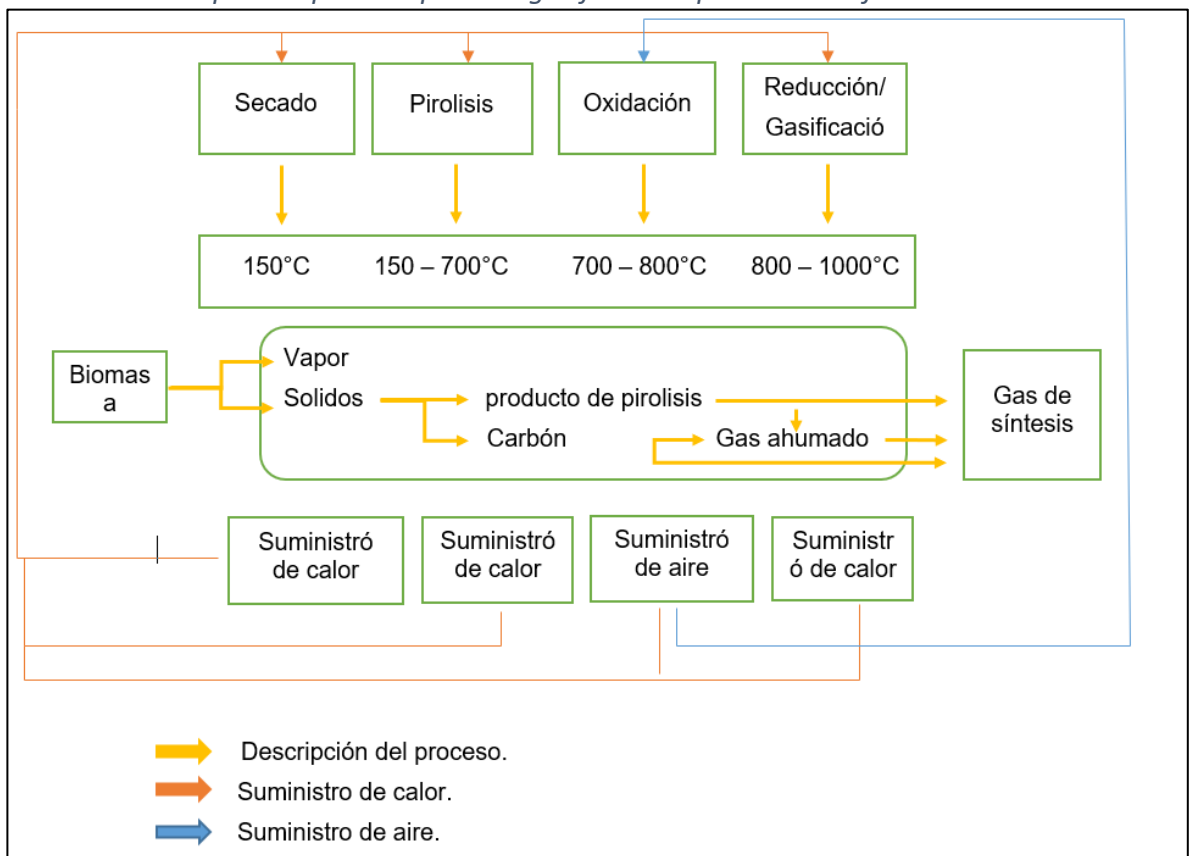 Secado
Pirolisis
Oxidación
Reducción/
Gasificació
150°C
150 – 700°C
700 – 800°C
800 – 1000°C
Biomas
a
Vapor
Solidos
producto de pirolisis
Carbón
Gas ahumado
Gas de
síntesis
Suministró
de calor
Suministró
de calor
Suministró
de aire
Suministr
ó de calor
Descripción del proceso.
Suministro de calor.
Suministro de aire.